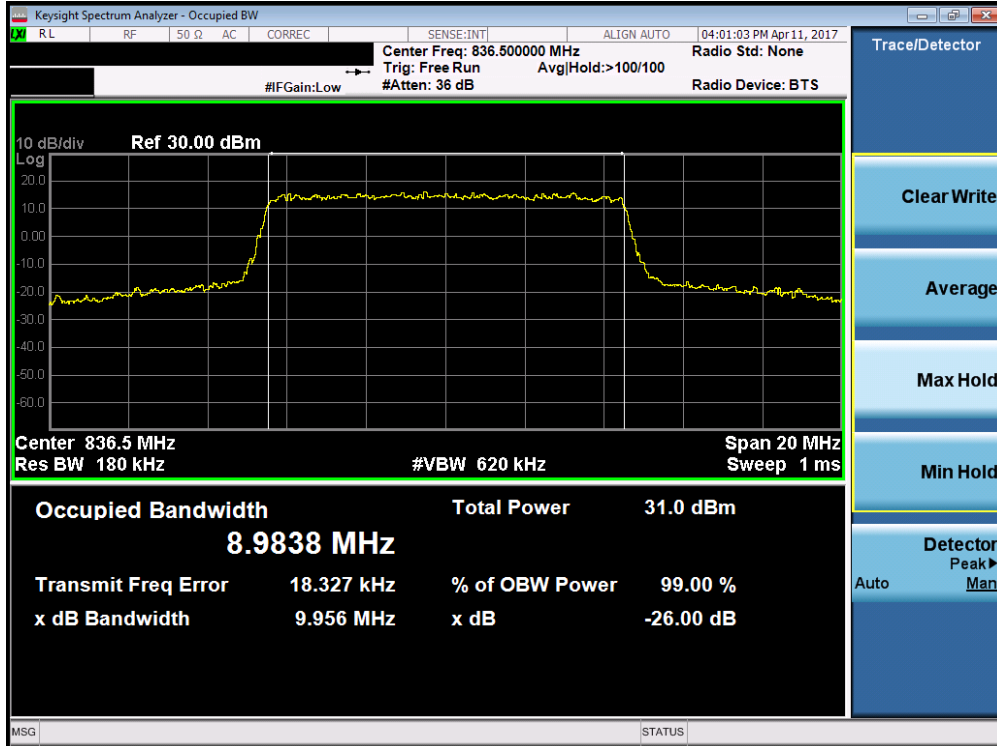 Keysight Spectrum Analyzer - Occupied BW
LXI RL RF 50 Ω AC CORREC SENSE:INT ALIGN AUTO 04:01:03 PM Apr 11, 2017
Center Freq: 836.500000 MHz Radio Std: None
Trig: Free Run Avg|Hold:>100/100
#IFGain:Low #Atten: 36 dB Radio Device: BTS
Trace/Detector
10 dB/div Ref 30.00 dBm
Log
20.0
10.0
0.00
-10.0
-20.0
-30.0
-40.0
-50.0
-60.0
Center 836.5 MHz Span 20 MHz
Res BW 180 kHz #VBW 620 kHz Sweep 1 ms
Occupied Bandwidth Total Power 31.0 dBm
8.9838 MHz
Transmit Freq Error 18.327 kHz % of OBW Power 99.00 %
x dB Bandwidth 9.956 MHz x dB -26.00 dB
Clear Write
Average
Max Hold
Min Hold
Detector
Peak▶
Auto Man
MSG STATUS